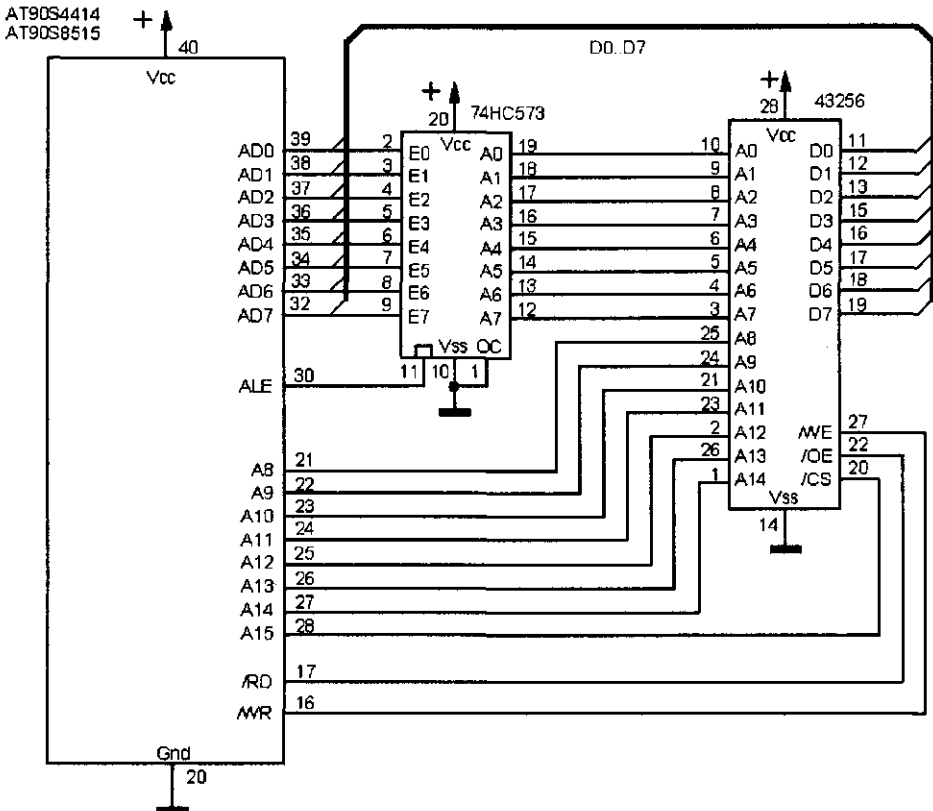 AT90S4414
AT90S8515
+
40
Vcc
D0..D7
+
20
74HC573
Vcc
+
28
43256
Vcc
AD0 39
AD1 38
AD2 37
AD3 36
AD4 35
AD5 34
AD6 33
AD7 32
2 E0 A0 19
3 E1 A1 18
4 E2 A2 17
5 E3 A3 16
6 E4 A4 15
7 E5 A5 14
8 E6 A6 13
9 E7 A7 12
Vss OC
11 10 1
10 A0 D0 11
9 A1 D1 12
8 A2 D2 13
7 A3 D3 15
6 A4 D4 16
5 A5 D5 17
4 A6 D6 18
3 A7 D7 19
25 A8
24 A9
21 A10
23 A11
2 A12 /WE 27
26 A13 /OE 22
1 A14 /CS 20
Vss
14
ALE 30
A8 21
A9 22
A10 23
A11 24
A12 25
A13 26
A14 27
A15 28
/RD 17
/WR 16
Gnd
20